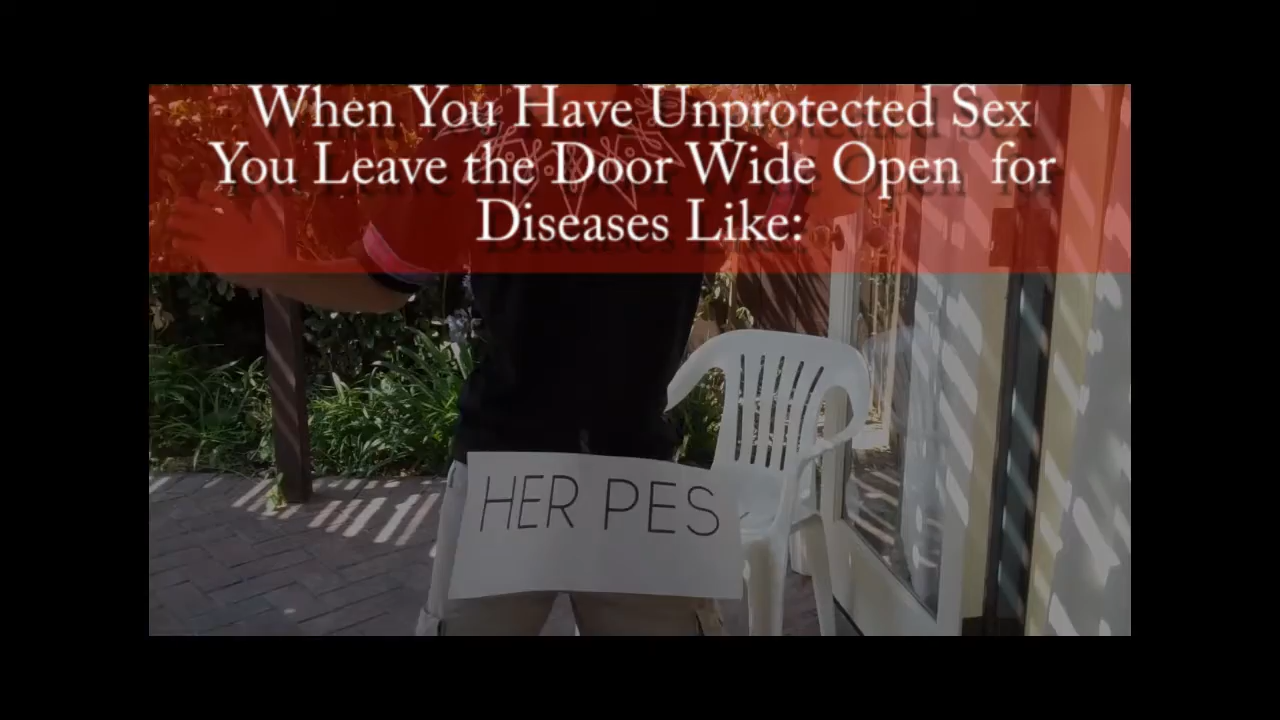 When You Have Unprotected Sex
You Leave the Door Wide Open for
Diseases Like:
HER PES